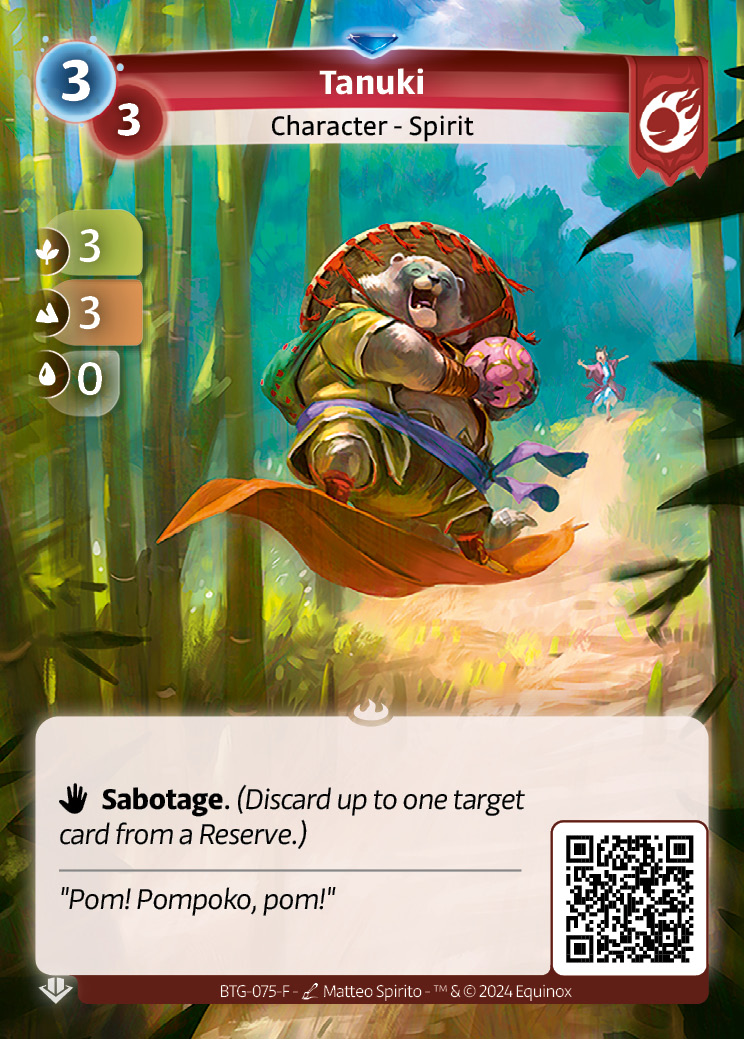 3
Tanuki
3
Character - Spirit
3
3
0
Sabotage. (Discard up to one target
card from a Reserve.)
"Pom! Pompoko, pom!"
BTG-075-F - Matteo Spirito - ™ & © 2024 Equinox